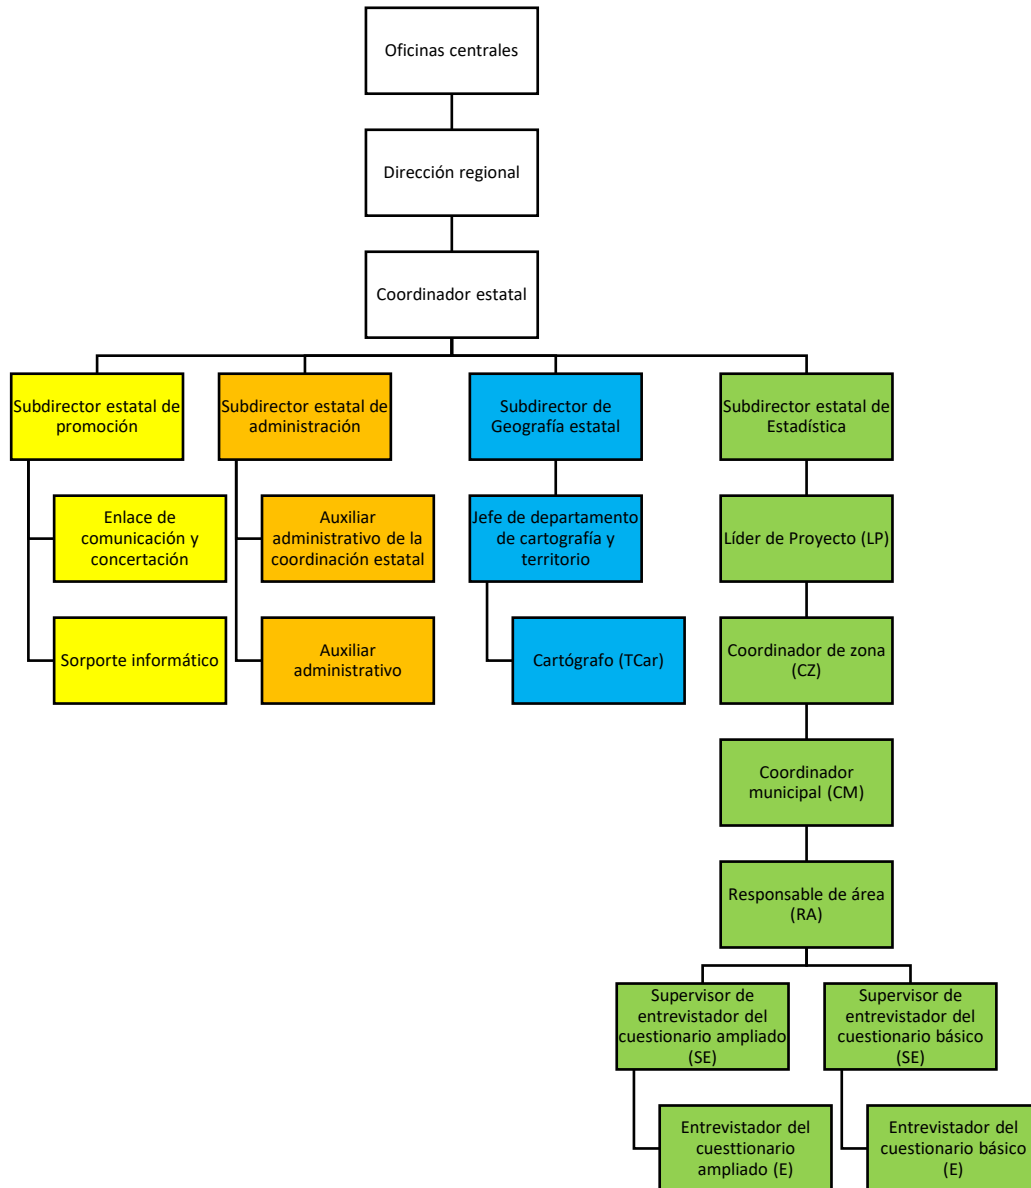 Oficinas centrales
Dirección regional
Coordinador estatal
Subdirector estatal de
promoción
Subdirector estatal de
administración
Subdirector de
Geografía estatal
Subdirector estatal de
Estadística
Enlace de
comunicación y
concertación
Auxiliar
administrativo de la
coordinación estatal
Jefe de departamento
de cartografía y
territorio
Líder de Proyecto (LP)
Sorporte informático
Auxiliar
administrativo
Cartógrafo (TCar)
Coordinador de zona
(CZ)
Coordinador
municipal (CM)
Responsable de área
(RA)
Supervisor de
entrevistador del
cuestionario ampliado
(SE)
Supervisor de
entrevistador del
cuestionario básico
(SE)
Entrevistador del
cuesttionario
ampliado (E)
Entrevistador del
cuestionario básico
(E)